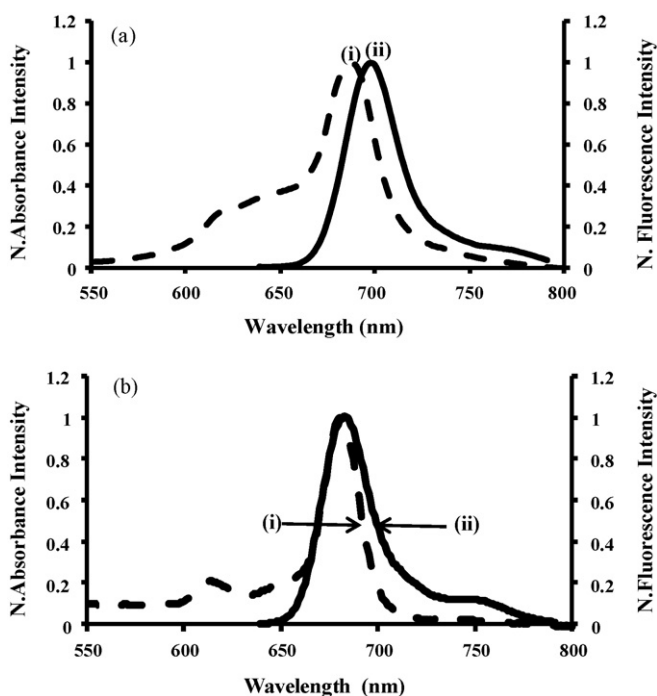 (a)
(i) (ii)
N.Absorbance Intensity
1.2
1
0.8
0.6
0.4
0.2
0
1.2
1
0.8
0.6
0.4
0.2
0
N. Fluorescence Intensity
550 600 650 700 750 800
Wavelength (nm)
(b)
N.Absorbance Intensity
1.2
1
0.8
0.6
0.4
0.2
0
(i) (ii)
1.2
1
0.8
0.6
0.4
0.2
0
N.Fluorescence Intensity
550 600 650 700 750 800
Wavelength (nm)